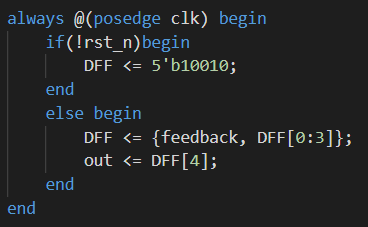 always @(posedge clk) begin
    if(!rst_n)begin
        DFF <= 5'b10010;
    end
    else begin
        DFF <= {feedback, DFF[0:3]};
        out <= DFF[4];
    end
end